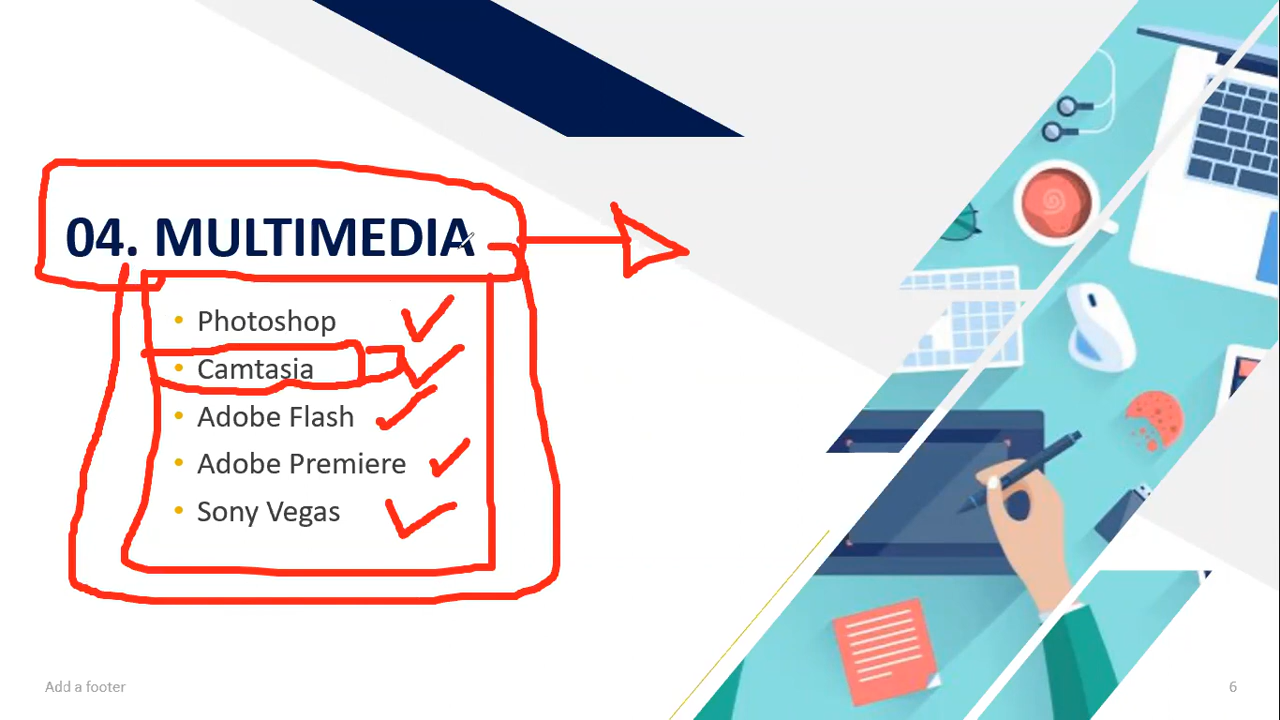 04. MULTIMEDIA
• Photoshop
• Camtasia
• Adobe Flash
• Adobe Premiere
• Sony Vegas
Add a footer
6